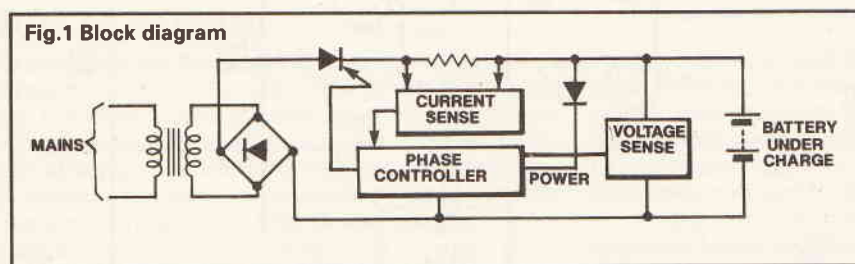 Fig.1 Block diagram
MAINS
CURRENT
SENSE
PHASE
CONTROLLER
POWER
VOLTAGE
SENSE
BATTERY
UNDER
CHARGE